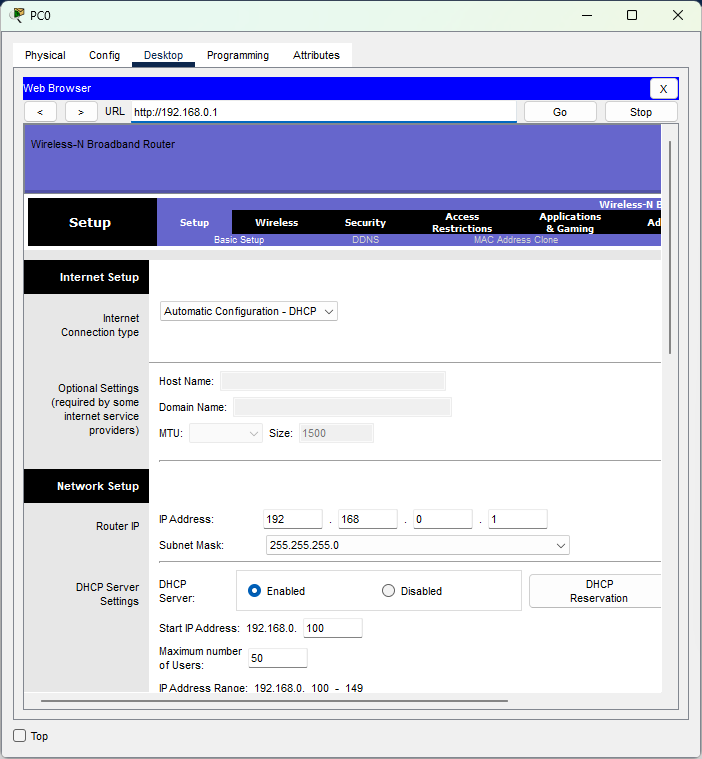 PC0
Physical Config Desktop Programming Attributes
Web Browser X
< > URL http://192.168.0.1 Go Stop
Wireless-N Broadband Router
Wireless-N B
Setup Setup Wireless Security Access Restrictions Applications & Gaming Ad
Basic Setup DDNS MAC Address Clone
Internet Setup
Internet Connection type Automatic Configuration - DHCP
Optional Settings (required by some internet service providers)
Host Name:
Domain Name:
MTU: Size: 1500
Network Setup
Router IP
IP Address: 192 . 168 . 0 . 1
Subnet Mask: 255.255.255.0
DHCP Server Settings
DHCP Server: Enabled Disabled DHCP Reservation
Start IP Address: 192.168.0. 100
Maximum number of Users: 50
IP Address Range: 192.168.0. 100 - 149
Top